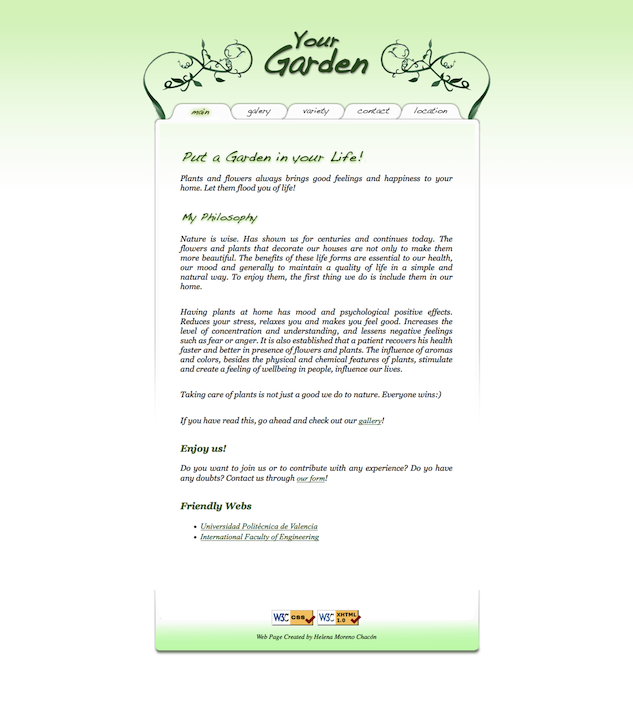 Your
Garden
main galery variety contact location
Put a Garden in your Life!
Plants and flowers always brings good feelings and happiness to your
home. Let them flood you of life!
My Philosophy
Nature is wise. Has shown us for centuries and continues today. The
flowers and plants that decorate our houses are not only to make them
more beautiful. The benefits of these life forms are essential to our health,
our mood and generally to maintain a quality of life in a simple and
natural way. To enjoy them, the first thing we do is include them in our
home.
Having plants at home has mood and psychological positive effects.
Reduces your stress, relaxes you and makes you feel good. Increases the
level of concentration and understanding, and lessens negative feelings
such as fear or anger. It is also established that a patient recovers his health
faster and better in presence of flowers and plants. The influence of aromas
and colors, besides the physical and chemical features of plants, stimulate
and create a feeling of wellbeing in people, influence our lives.
Taking care of plants is not just a good we do to nature. Everyone wins:)
If you have read this, go ahead and check out our gallery!
Enjoy us!
Do you want to join us or to contribute with any experience? Do yo have
any doubts? Contact us through our form!
Friendly Webs
• Universidad Politécnica de Valencia
• International Faculty of Engineering
W3C CSS W3C XHTML 1.0
Web Page Created by Helena Moreno Chacón